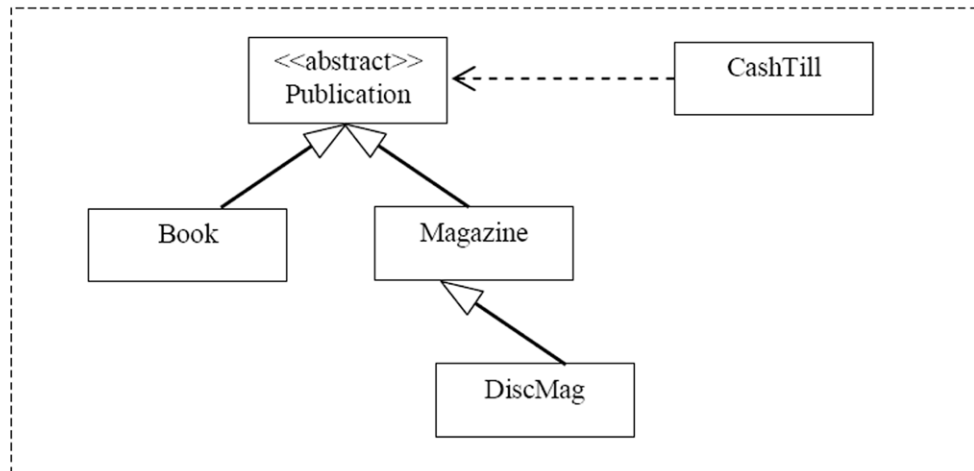 <<abstract>>
Publication
CashTill
Book
Magazine
DiscMag